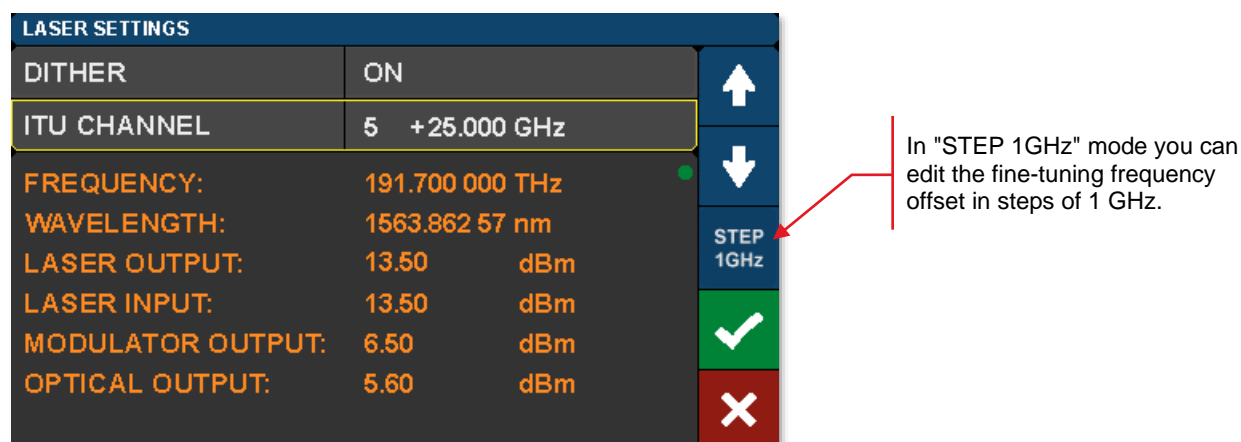 LASER SETTINGS
DITHER ON
ITU CHANNEL 5 +25.000 GHz
FREQUENCY: 191.700 000 THz
WAVELENGTH: 1563.862 57 nm
LASER OUTPUT: 13.50 dBm
LASER INPUT: 13.50 dBm
MODULATOR OUTPUT: 6.50 dBm
OPTICAL OUTPUT: 5.60 dBm
STEP
1GHz
In "STEP 1GHz" mode you can
edit the fine-tuning frequency
offset in steps of 1 GHz.